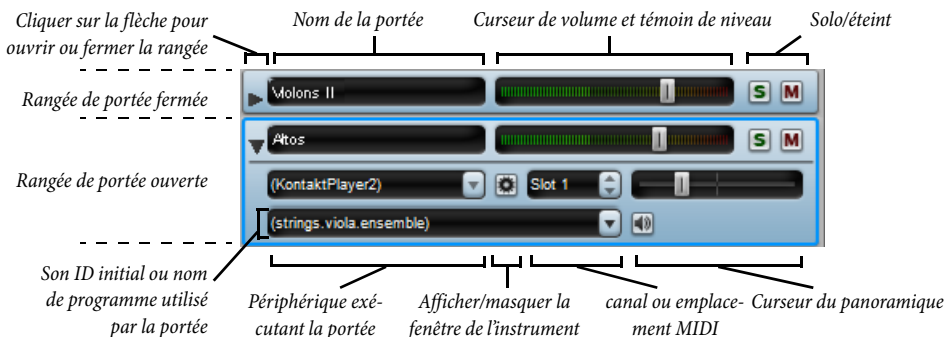 Cliquer sur la flèche pour
ouvrir ou fermer la rangée
Nom de la portée
Curseur de volume et témoin de niveau
Solo/éteint
Rangée de portée fermée
Violons II
S M
Altos
S M
Rangée de portée ouverte
(KontaktPlayer2)
Slot 1
(strings.viola.ensemble)
Son ID initial ou nom
de programme utilisé
par la portée
Périphérique exé-
cutant la portée
Afficher/masquer la
fenêtre de l'instrument
canal ou emplace-
ment MIDI
Curseur du panoramique